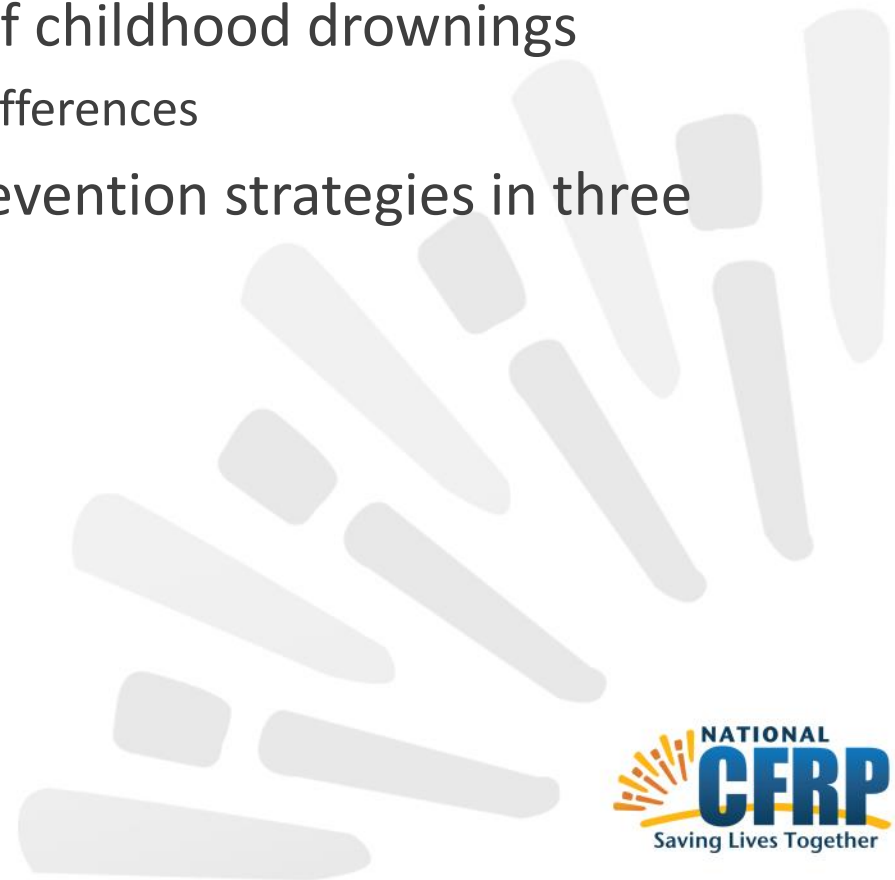 f childhood drownings
fferences
evention strategies in three
NATIONAL
CFRP
Saving Lives Together